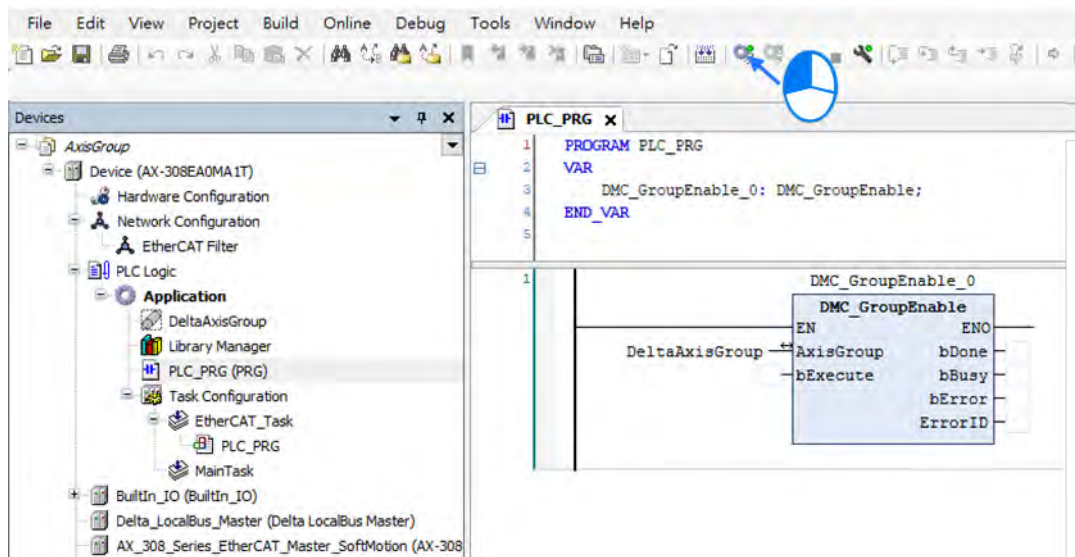 File Edit View Project Build Online Debug Tools Window Help
Devices
AxisGroup
Device (AX-308EA0MA1T)
Hardware Configuration
Network Configuration
EtherCAT Filter
PLC Logic
Application
DeltaAxisGroup
Library Manager
PLC_PRG (PRG)
Task Configuration
EtherCAT_Task
PLC_PRG
MainTask
BuiltIn_IO (BuiltIn_IO)
Delta_LocalBus_Master (Delta LocalBus Master)
AX_308_Series_EtherCAT_Master_SoftMotion (AX-308
PLC_PRG X
1 PROGRAM PLC_PRG
2 VAR
3 DMC_GroupEnable_0: DMC_GroupEnable;
4 END_VAR
5
1
DMC_GroupEnable_0
DMC_GroupEnable
EN ENO
DeltaAxisGroup AxisGroup bDone
bExecute bBusy
bError
ErrorID